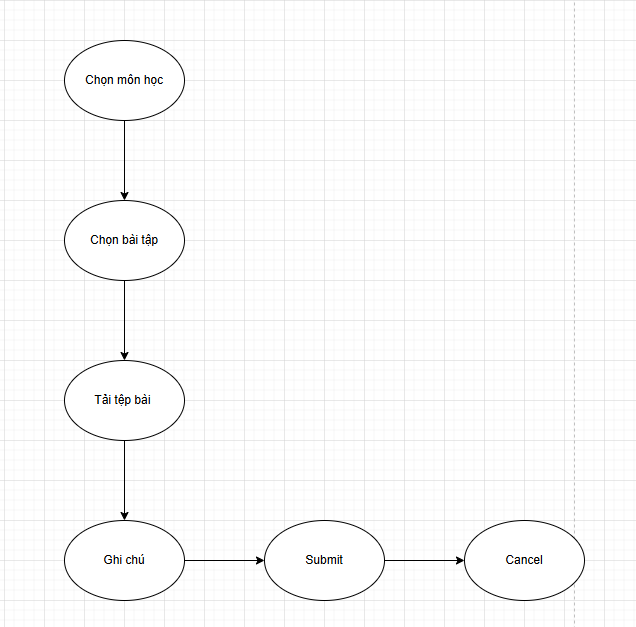 Chọn môn học
Chọn bài tập
Tải tệp bài
Ghi chú
Submit
Cancel